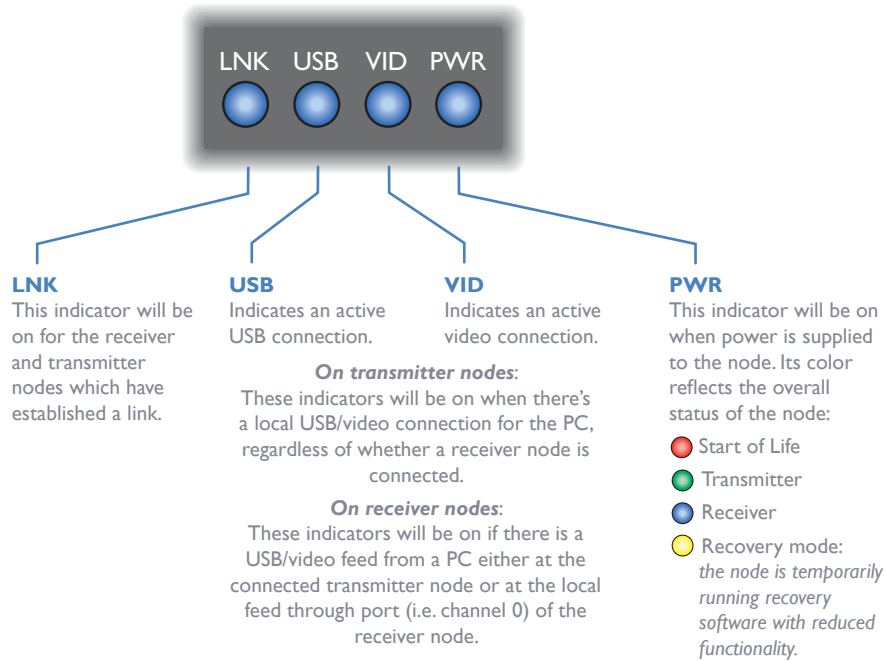 LNK USB VID PWR
LNK
This indicator will be
on for the receiver
and transmitter
nodes which have
established a link.
USB
Indicates an active
USB connection.
VID
Indicates an active
video connection.
On transmitter nodes:
These indicators will be on when there's
a local USB/video connection for the PC,
regardless of whether a receiver node is
connected.
On receiver nodes:
These indicators will be on if there is a
USB/video feed from a PC either at the
connected transmitter node or at the local
feed through port (i.e. channel 0) of the
receiver node.
PWR
This indicator will be on
when power is supplied
to the node. Its color
reflects the overall
status of the node:
Start of Life
Transmitter
Receiver
Recovery mode:
the node is temporarily
running recovery
software with reduced
functionality.